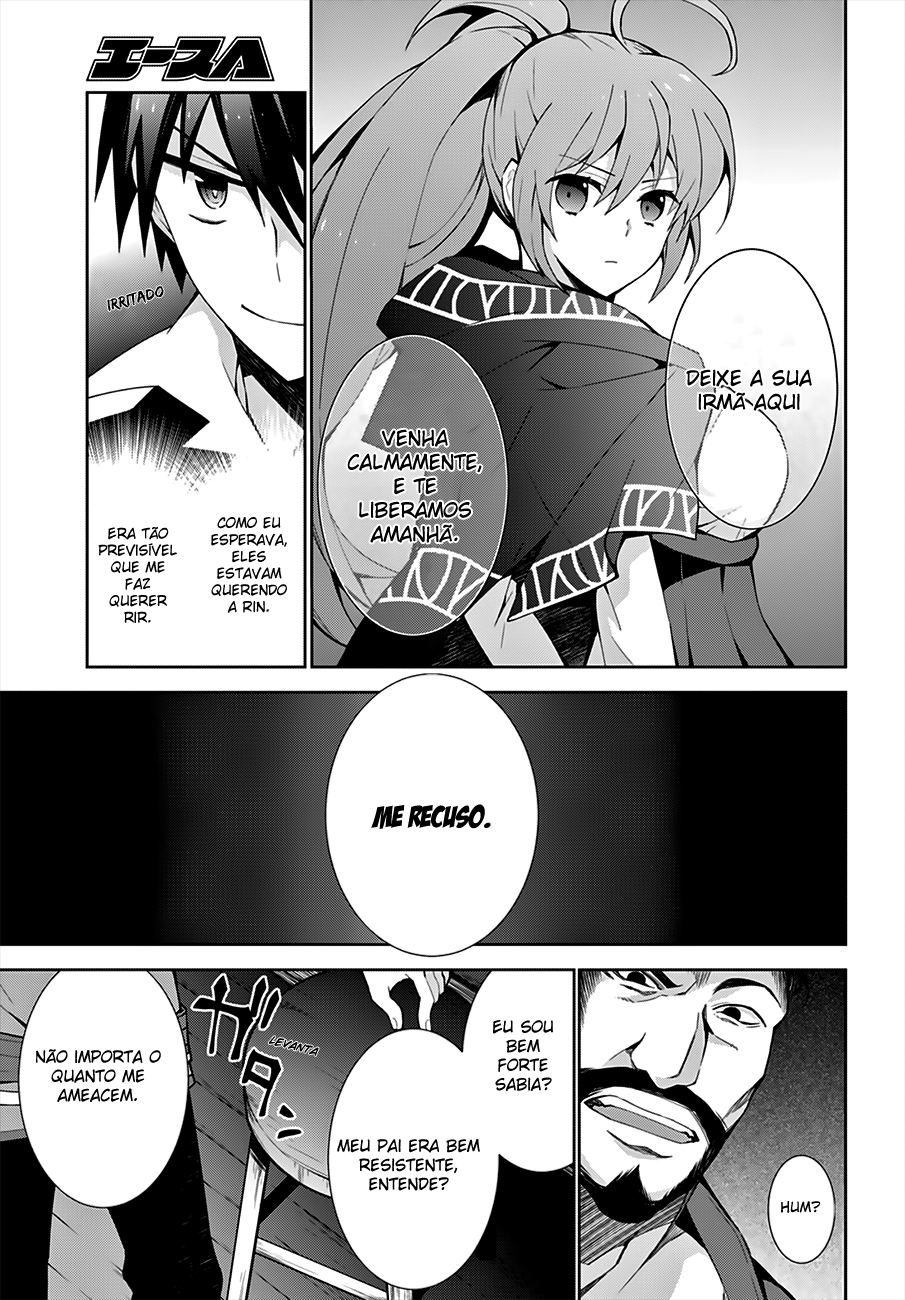 エースA
DEIXE A SUA
IRMÃ AQUI
VENHA
CALMAMENTE,
E TE
LIBERAMOS
AMANHÃ.
IRRITADO
COMO EU
ESPERAVA,
ELES
ESTAVAM
QUERENDO
A RIN.
ERA TÃO
PREVISÍVEL
QUE ME
FAZ
QUERER
RIR.
ME RECUSO.
HUM?
EU SOU
BEM
FORTE
SABIA?
MEU PAI ERA BEM
RESISTENTE,
ENTENDE?
ガタ
LEVANTA
NÃO IMPORTA O
QUANTO ME
AMEACEM.